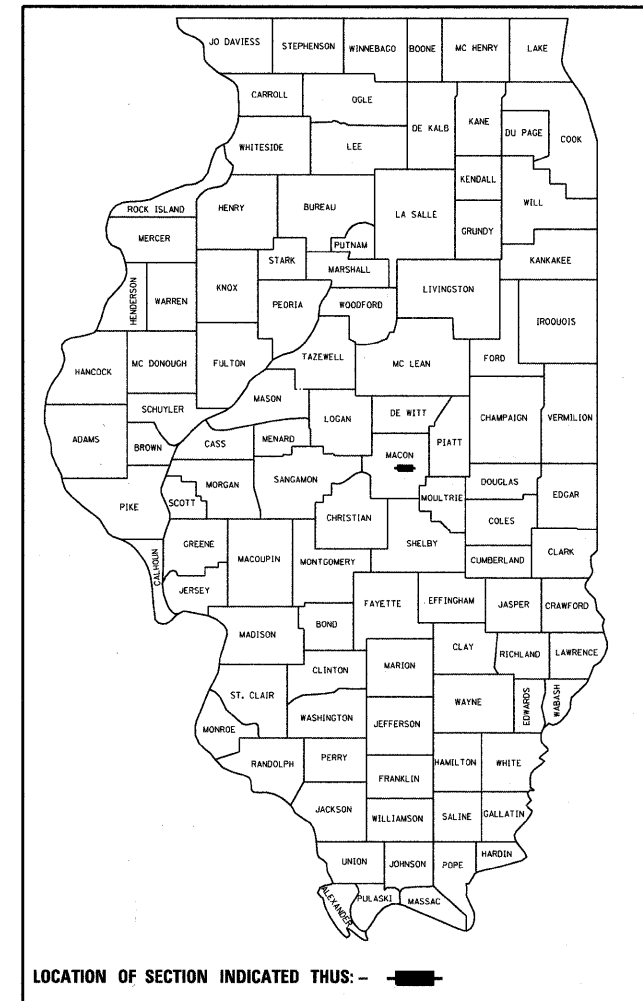 JO DAVIESS
STEPHENSON
WINNEBAGO
BOONE
MC HENRY
LAKE
CARROLL
OGLE
DE KALB
KANE
DU PAGE
COOK
WHITESIDE
LEE
KENDALL
WILL
ROCK ISLAND
HENRY
BUREAU
LA SALLE
GRUNDY
MERCER
PUTNAM
STARK
MARSHALL
KANKAKEE
HENDERSON
WARREN
KNOX
PEORIA
WOODFORD
LIVINGSTON
IROQUOIS
HANCOCK
MC DONOUGH
FULTON
TAZEWELL
MC LEAN
FORD
SCHUYLER
MASON
LOGAN
DE WITT
CHAMPAIGN
VERMILION
ADAMS
BROWN
CASS
MENARD
MACON
PIATT
PIKE
SCOTT
MORGAN
SANGAMON
CHRISTIAN
MOULTRIE
DOUGLAS
EDGAR
COLES
CALHOUN
GREENE
MACOUPIN
MONTGOMERY
SHELBY
CUMBERLAND
CLARK
JERSEY
FAYETTE
EFFINGHAM
JASPER
CRAWFORD
MADISON
BOND
CLAY
RICHLAND
LAWRENCE
CLINTON
MARION
ST. CLAIR
WAYNE
EDWARDS
WABASH
WASHINGTON
JEFFERSON
MONROE
RANDOLPH
PERRY
FRANKLIN
HAMILTON
WHITE
JACKSON
WILLIAMSON
SALINE
GALLATIN
UNION
JOHNSON
POPE
HARDIN
ALEXANDER
PULASKI
MASSAC
LOCATION OF SECTION INDICATED THUS: –